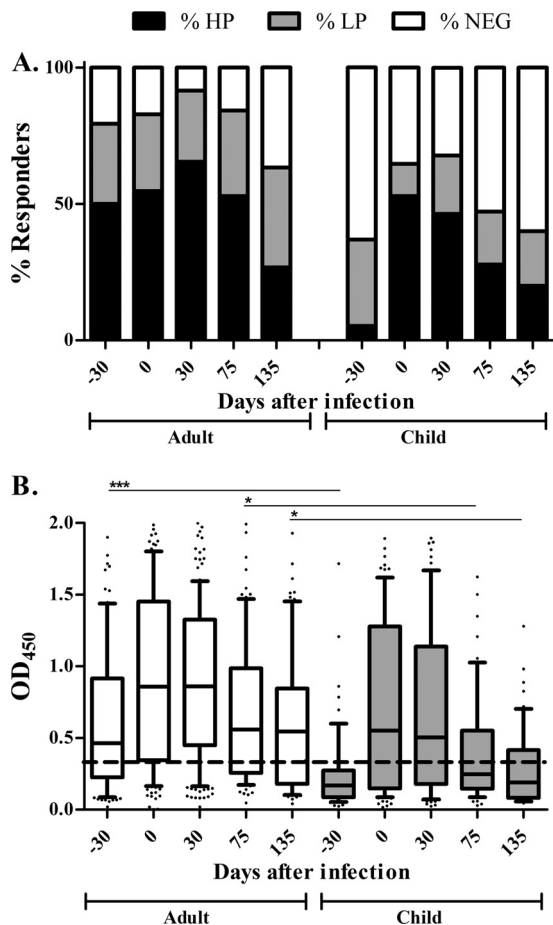 % HP % LP % NEG
A.
100
50
0
% Responders
-30 0 30 75 135 -30 0 30 75 135
Days after infection
Adult Child
B.
*** * *
2.0
1.5
1.0
0.5
0.0
OD450
-30 0 30 75 135 -30 0 30 75 135
Days after infection
Adult Child